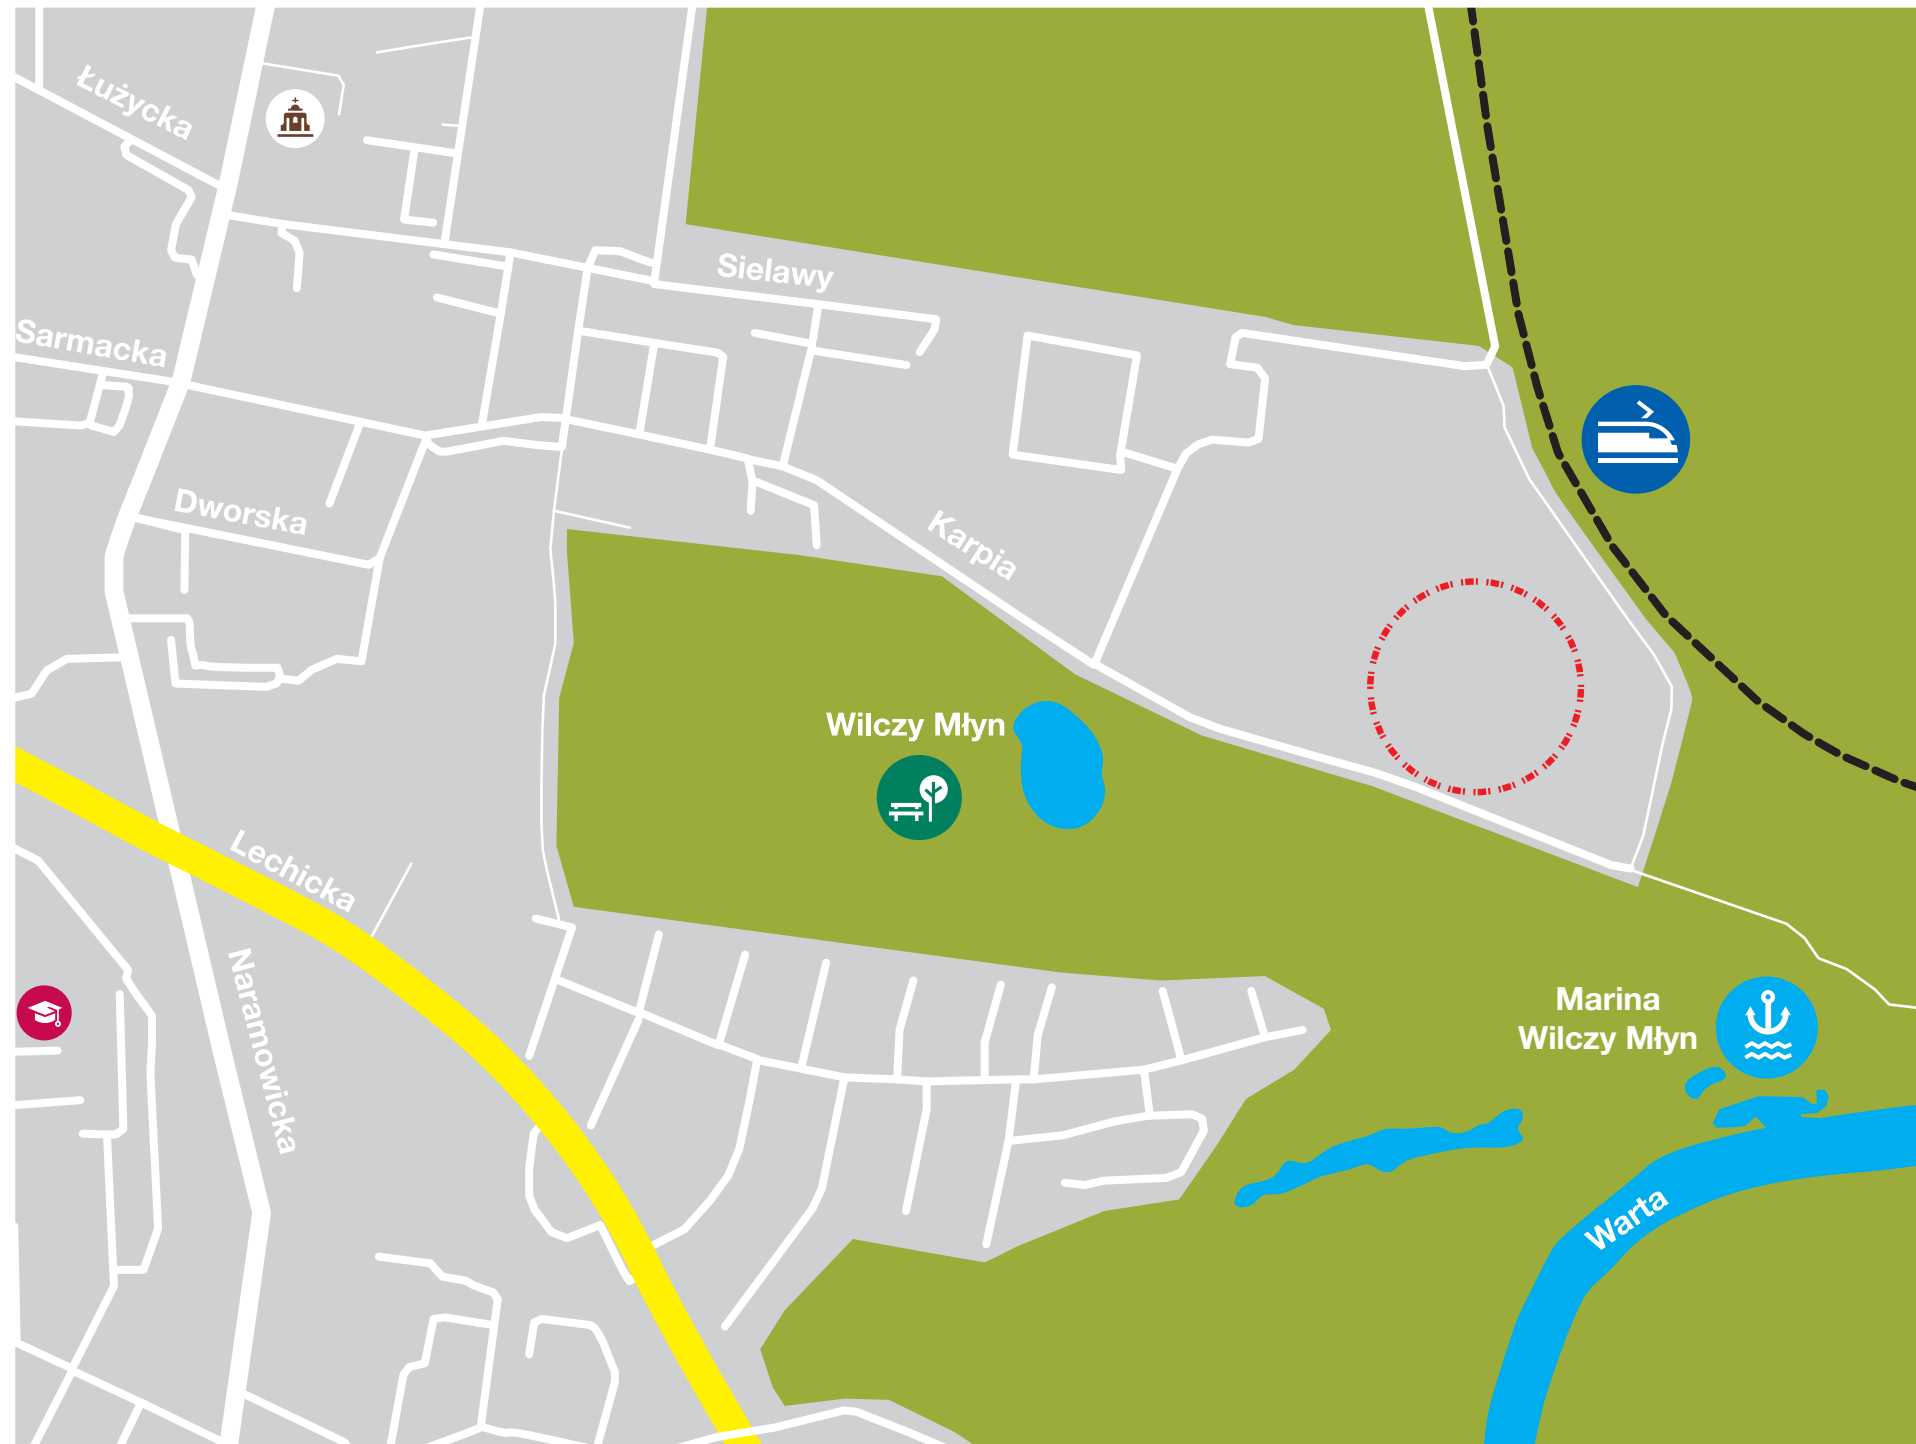 Łużycka
Sielawy
Sarmacka
Dworska
Karpia
Wilczy Młyn
Lechicka
Naramowicka
Marina
Wilczy Młyn
Warta